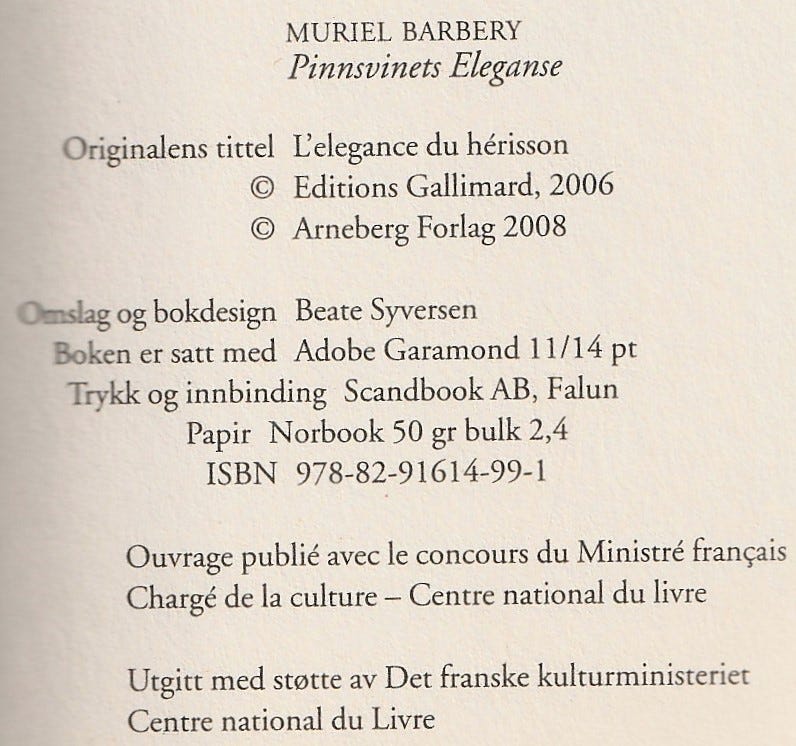 MURIEL BARBERY
Pinnsvinets Eleganse
Originalens tittel L'elegance du hérisson
© Editions Gallimard, 2006
© Arneberg Forlag 2008
Omslag og bokdesign Beate Syversen
Boken er satt med Adobe Garamond 11/14 pt
Trykk og innbinding Scandbook AB, Falun
Papir Norbook 50 gr bulk 2,4
ISBN 978-82-91614-99-1
Ouvrage publié avec le concours du Ministré français
Chargé de la culture – Centre national du livre
Utgitt med støtte av Det franske kulturministeriet
Centre national du Livre